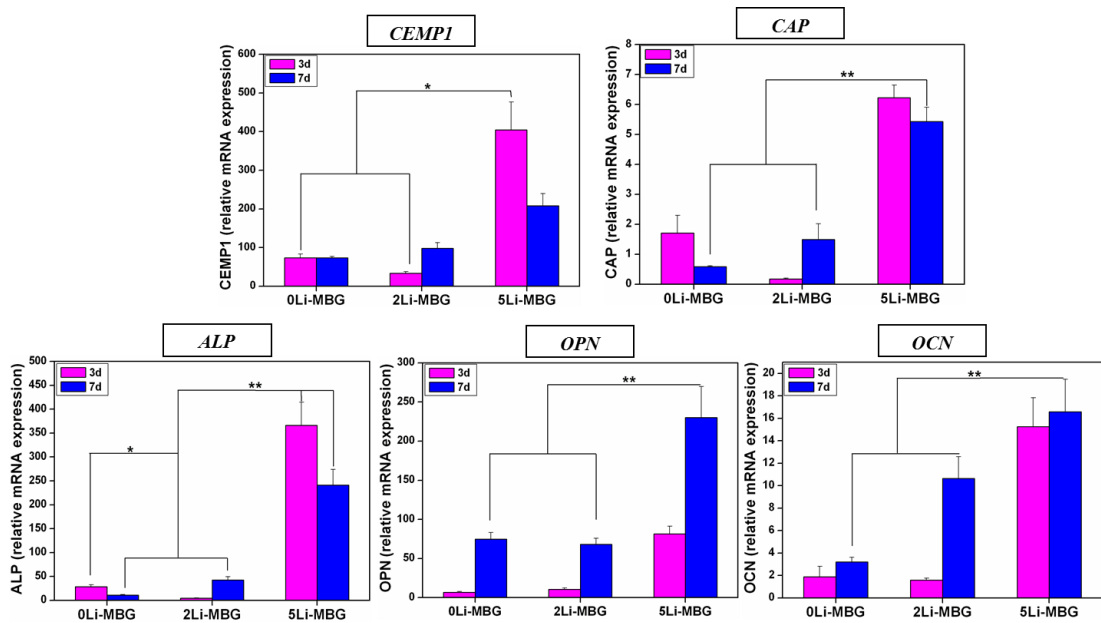 CEMP1
CEMP1 (relative mRNA expression)
600
500
400
300
200
100
0
3d
7d
*
0Li-MBG 2Li-MBG 5Li-MBG
CAP
CAP (relative mRNA expression)
8
7
6
5
4
3
2
1
0
3d
7d
**
0Li-MBG 2Li-MBG 5Li-MBG
ALP
ALP (relative mRNA expression)
500
450
400
350
300
250
200
150
100
50
0
3d
7d
**
*
0Li-MBG 2Li-MBG 5Li-MBG
OPN
OPN (relative mRNA expression)
300
250
200
150
100
50
0
3d
7d
**
0Li-MBG 2Li-MBG 5Li-MBG
OCN
OCN (relative mRNA expression)
20
18
16
14
12
10
8
6
4
2
0
3d
7d
**
0Li-MBG 2Li-MBG 5Li-MBG